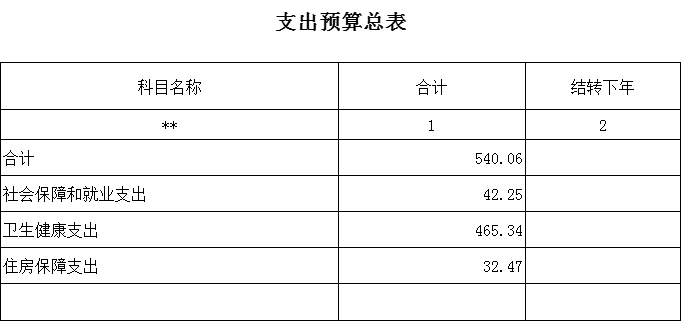 支出预算总表
科目名称 合计 结转下年
** 1 2
合计 540.06
社会保障和就业支出 42.25
卫生健康支出 465.34
住房保障支出 32.47